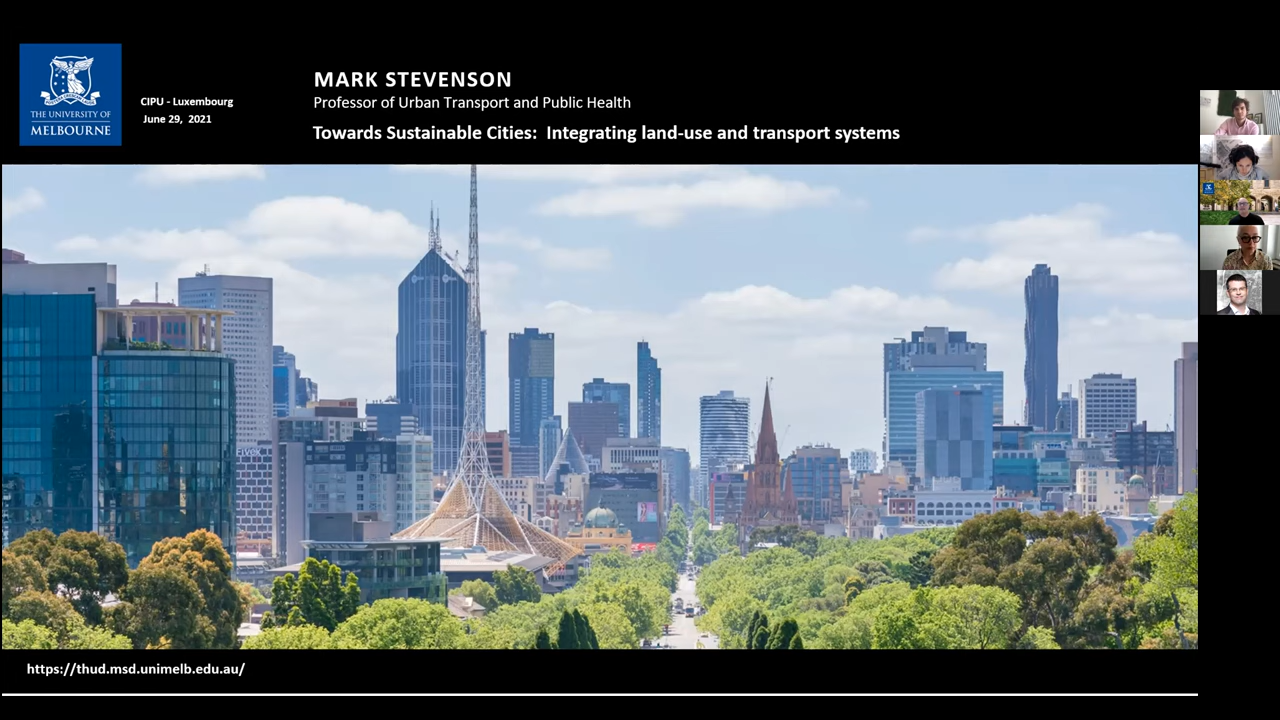 THE UNIVERSITY OF
MELBOURNE
CIPU - Luxembourg
June 29, 2021
MARK STEVENSON
Professor of Urban Transport and Public Health
Towards Sustainable Cities: Integrating land-use and transport systems
https://thud.msd.unimelb.edu.au/